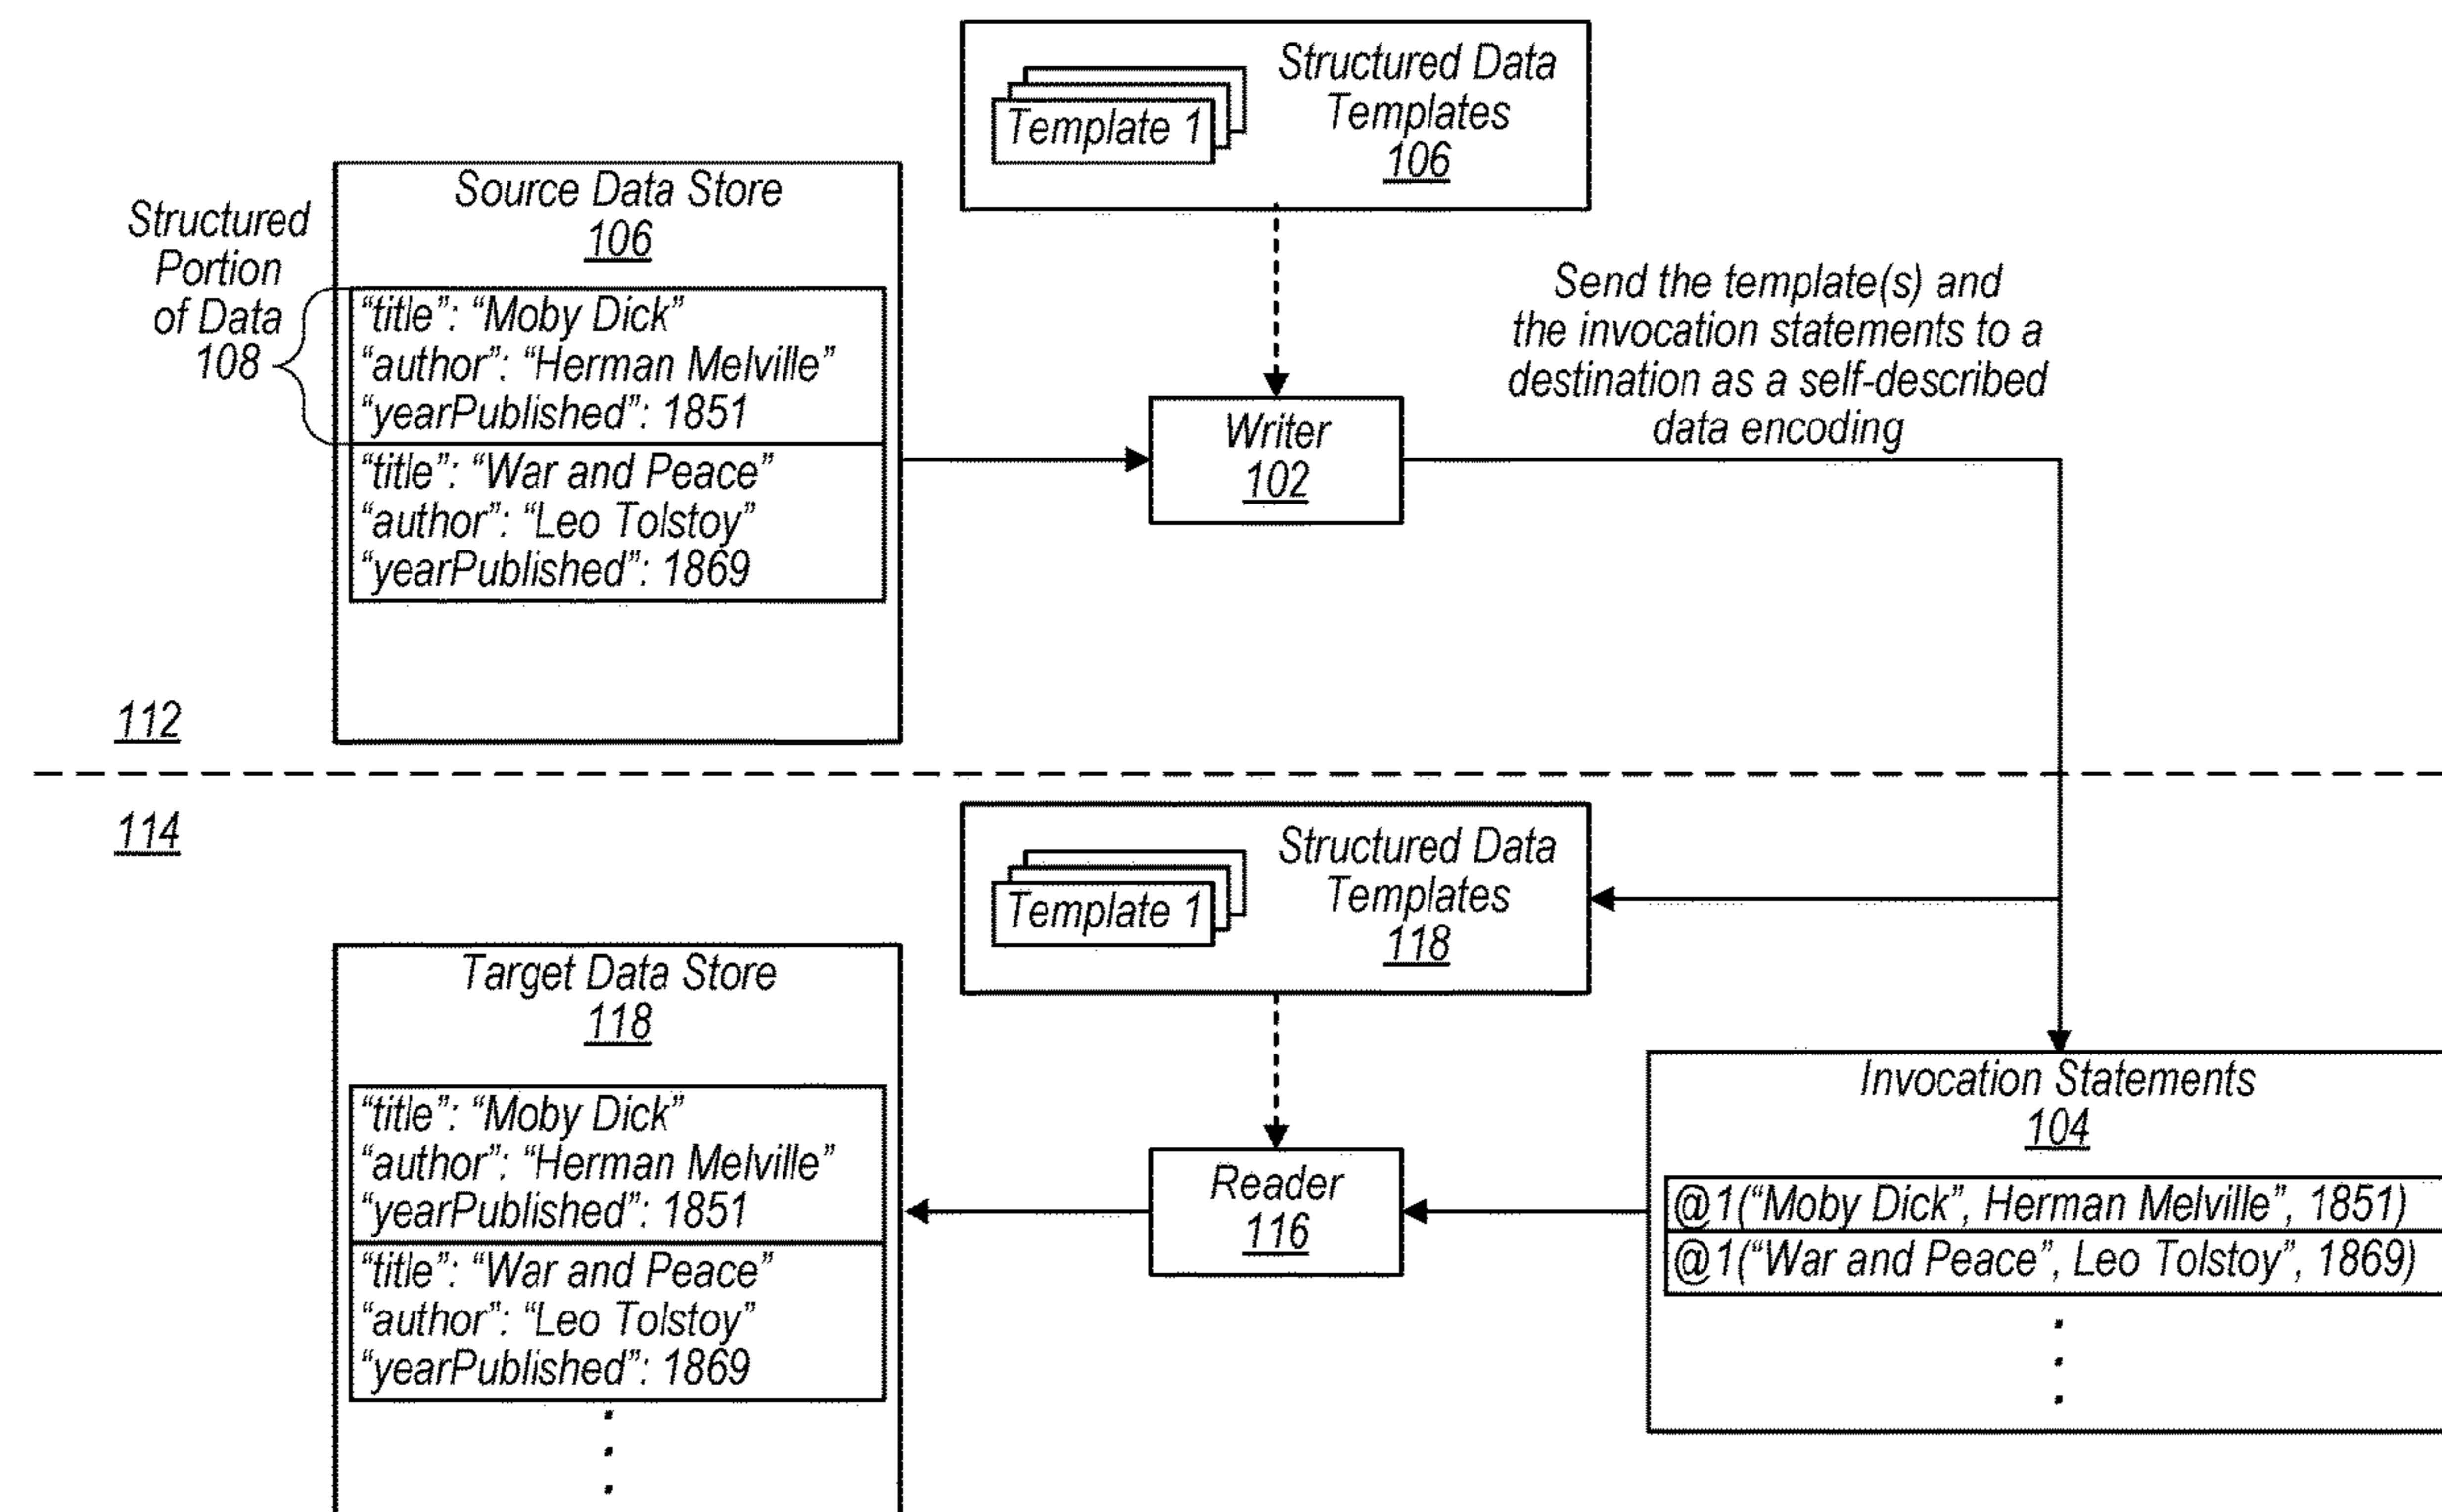 Structured Data
Templates
106
Template 1
Source Data Store
106
Structured
Portion
of Data
108
“title”: “Moby Dick”
“author”: “Herman Melville”
“yearPublished”: 1851
“title”: “War and Peace”
“author”: “Leo Tolstoy”
“yearPublished”: 1869
Writer
102
Send the template(s) and
the invocation statements to a
destination as a self-described
data encoding
112
114
Structured Data
Templates
118
Template 1
Target Data Store
118
“title”: “Moby Dick”
“author”: “Herman Melville”
“yearPublished”: 1851
“title”: “War and Peace”
“author”: “Leo Tolstoy”
“yearPublished”: 1869
Reader
116
Invocation Statements
104
@1(“Moby Dick”, Herman Melville”, 1851)
@1(“War and Peace”, Leo Tolstoy”, 1869)